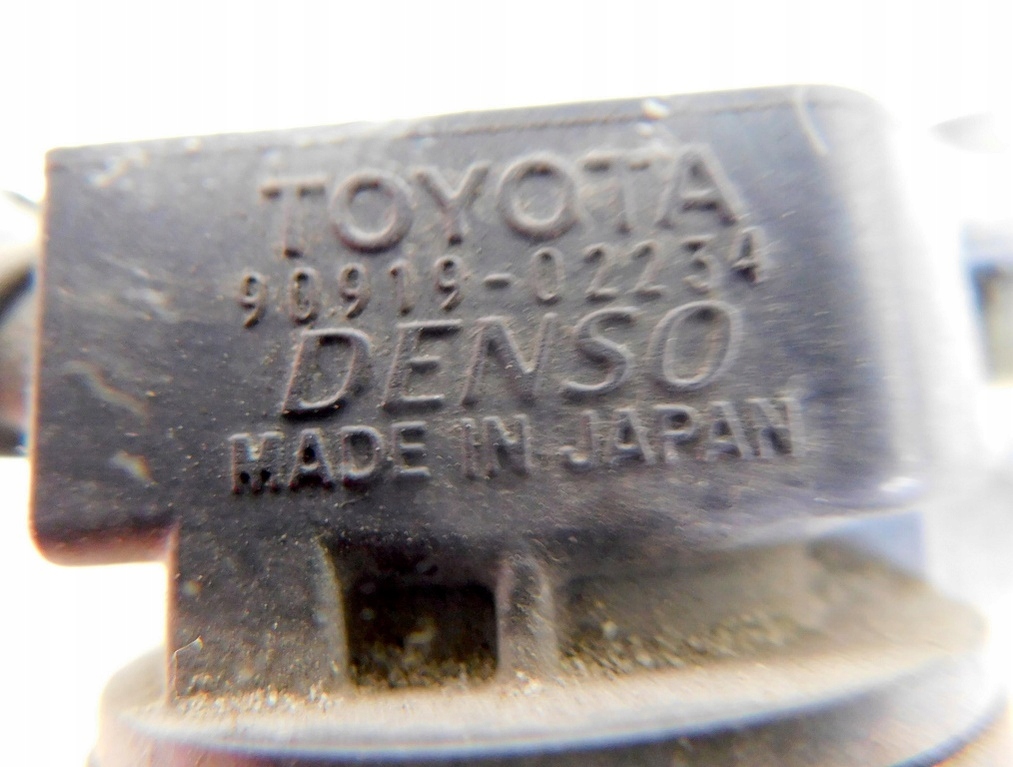 TOYOTA
90919-02234
DENSO
MADE IN JAPAN